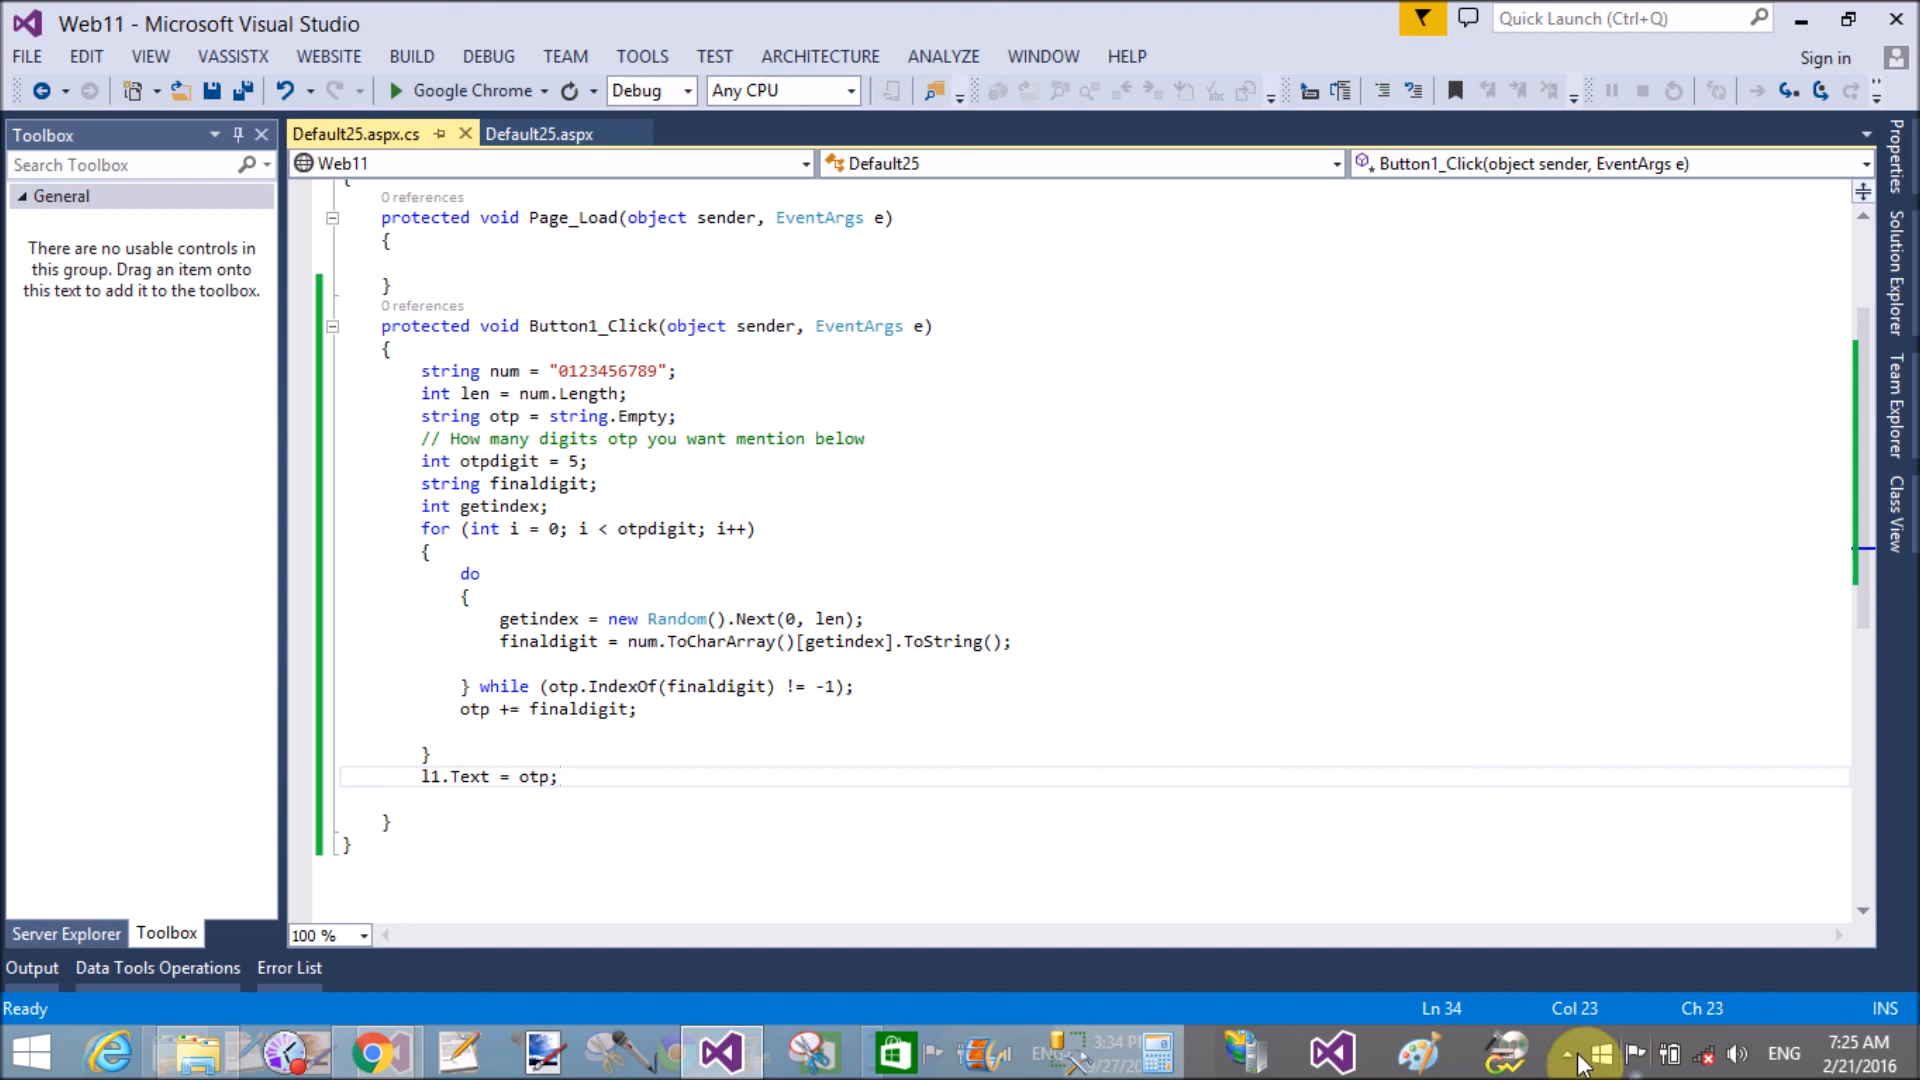 Web11 - Microsoft Visual Studio
Quick Launch (Ctrl+Q)
FILE EDIT VIEW VASSISTX WEBSITE BUILD DEBUG TEAM TOOLS TEST ARCHITECTURE ANALYZE WINDOW HELP
Sign in
Google Chrome Debug Any CPU
Toolbox
Search Toolbox
General
There are no usable controls in
this group. Drag an item onto
this text to add it to the toolbox.
Default25.aspx.cs Default25.aspx
Web11 Default25 Button1_Click(object sender, EventArgs e)
{
0 references
protected void Page_Load(object sender, EventArgs e)
{
}
0 references
protected void Button1_Click(object sender, EventArgs e)
{
string num = "0123456789";
int len = num.Length;
string otp = string.Empty;
// How many digits otp you want mention below
int otpdigit = 5;
string finaldigit;
int getindex;
for (int i = 0; i < otpdigit; i++)
{
do
{
getindex = new Random().Next(0, len);
finaldigit = num.ToCharArray()[getindex].ToString();
} while (otp.IndexOf(finaldigit) != -1);
otp += finaldigit;
}
l1.Text = otp;
}
}
Properties
Solution Explorer
Team Explorer
Class View
Server Explorer Toolbox
100 %
Output Data Tools Operations Error List
Ready Ln 34 Col 23 Ch 23 INS
ENG 7:25 AM
2/21/2016